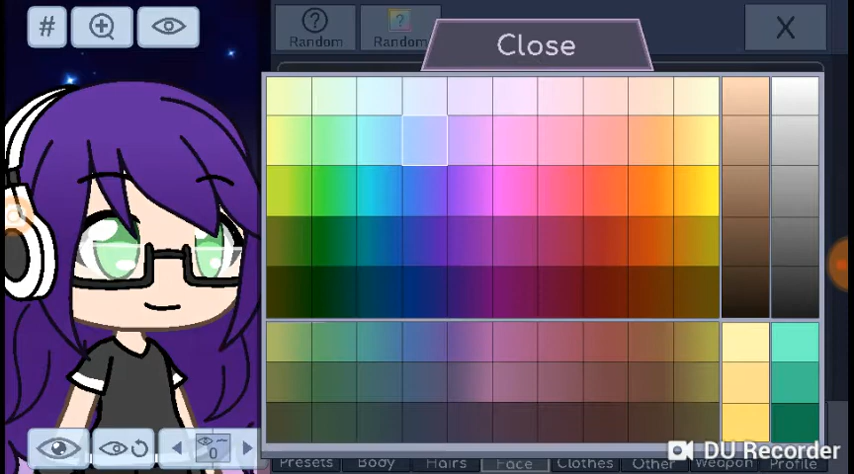 #
?
Random
?
Random
X
Close
0
Presets Body Hairs Face Clothes Other Weapon Profile
DU Recorder